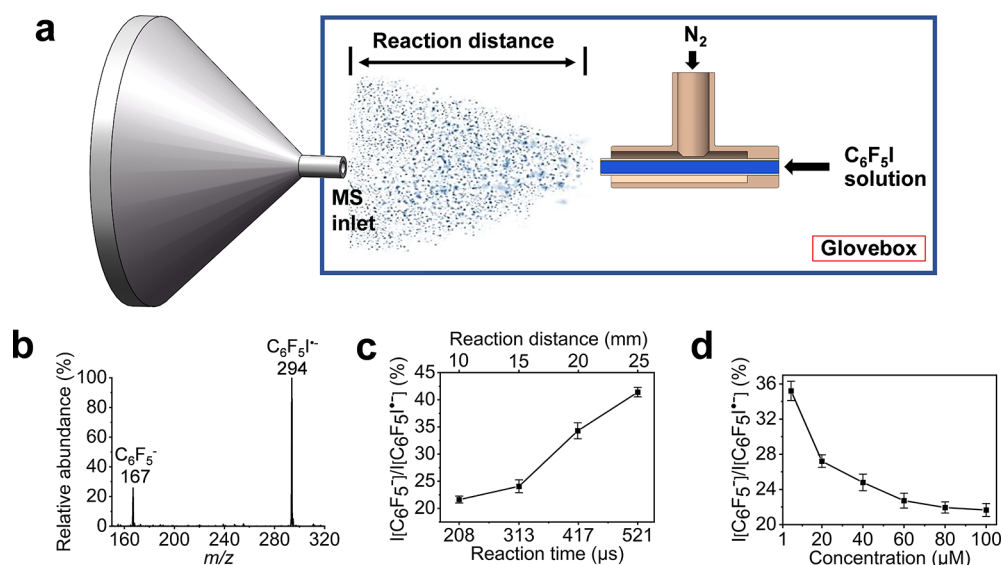 a
Reaction distance
N₂
C₆F₅I
solution
MS
inlet
Glovebox
b
Relative abundance (%)
100
80
60
40
20
0
C₆F₅⁻
167
C₆F₅I•⁻
294
160
200
240
280
320
m/z
c
Reaction distance (mm)
10
15
20
25
I[C₆F₅⁻]/I[C₆F₅I•⁻] (%)
45
40
35
30
25
20
208
313
417
521
Reaction time (μs)
d
I[C₆F₅⁻]/I[C₆F₅I•⁻] (%)
36
32
28
24
20
1
20
40
60
80
100
Concentration (μM)